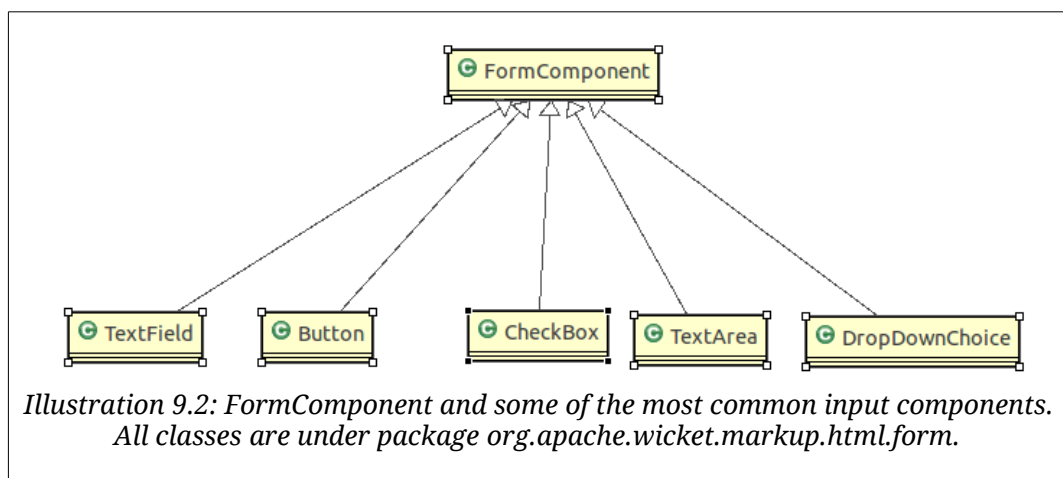 FormComponent
TextField
Button
CheckBox
TextArea
DropDownChoice
Illustration 9.2: FormComponent and some of the most common input components.
All classes are under package org.apache.wicket.markup.html.form.